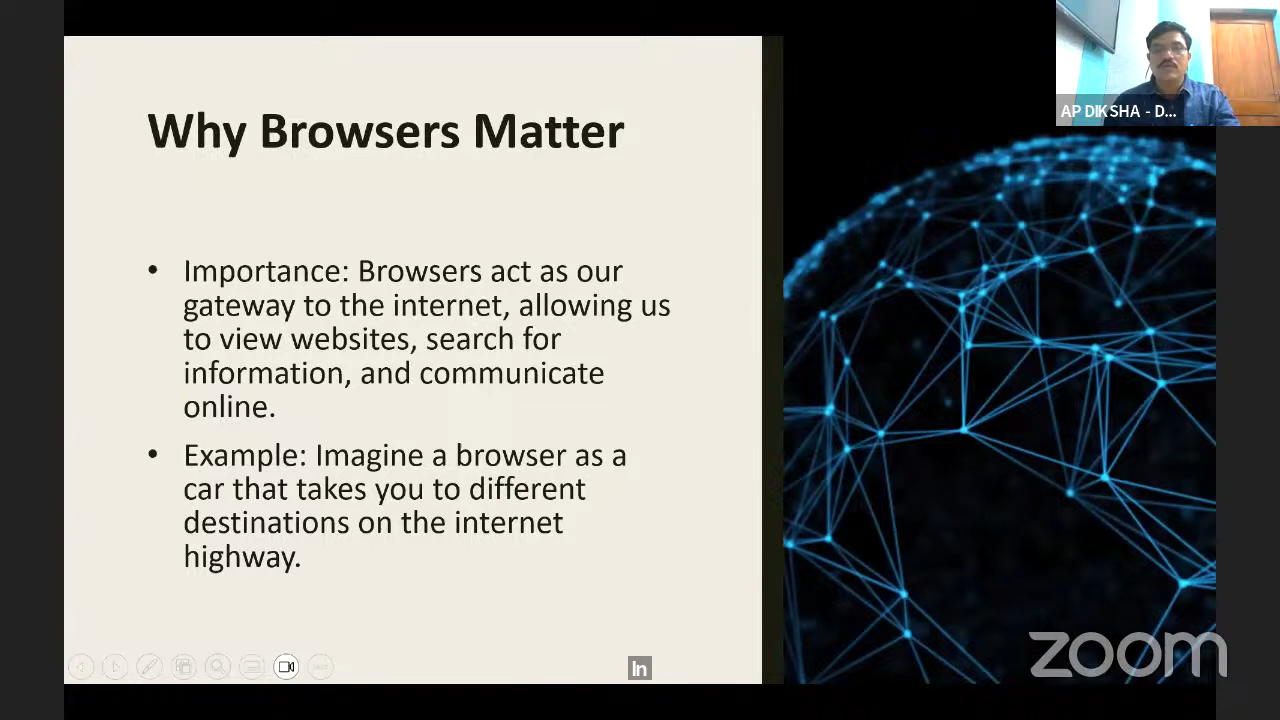 AP DIKSHA - D...
Why Browsers Matter
• Importance: Browsers act as our
gateway to the internet, allowing us
to view websites, search for
information, and communicate
online.
• Example: Imagine a browser as a
car that takes you to different
destinations on the internet
highway.
In
zoom